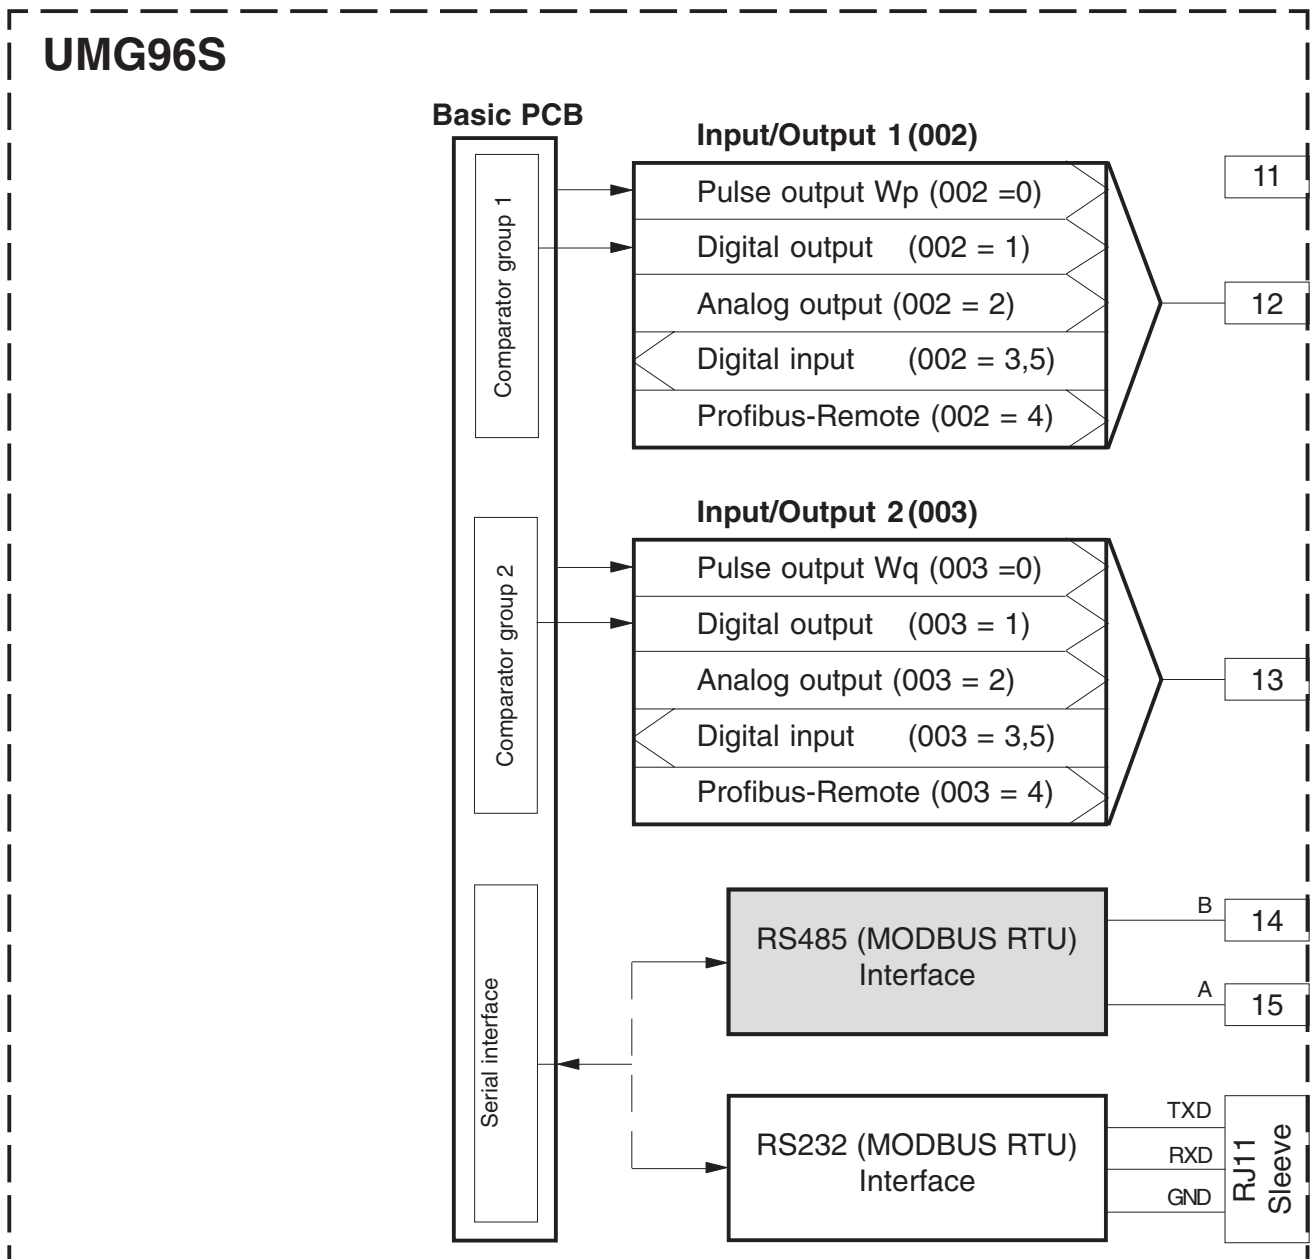 UMG96S
Basic PCB
Comparator group 1
Input/Output 1 (002)
Pulse output Wp (002 =0)
Digital output (002 = 1)
Analog output (002 = 2)
Digital input (002 = 3,5)
Profibus-Remote (002 = 4)
11
12
Comparator group 2
Input/Output 2 (003)
Pulse output Wq (003 =0)
Digital output (003 = 1)
Analog output (003 = 2)
Digital input (003 = 3,5)
Profibus-Remote (003 = 4)
13
Serial interface
RS485 (MODBUS RTU)
Interface
B
14
A
15
RS232 (MODBUS RTU)
Interface
TXD
RXD
GND
RJ11
Sleeve